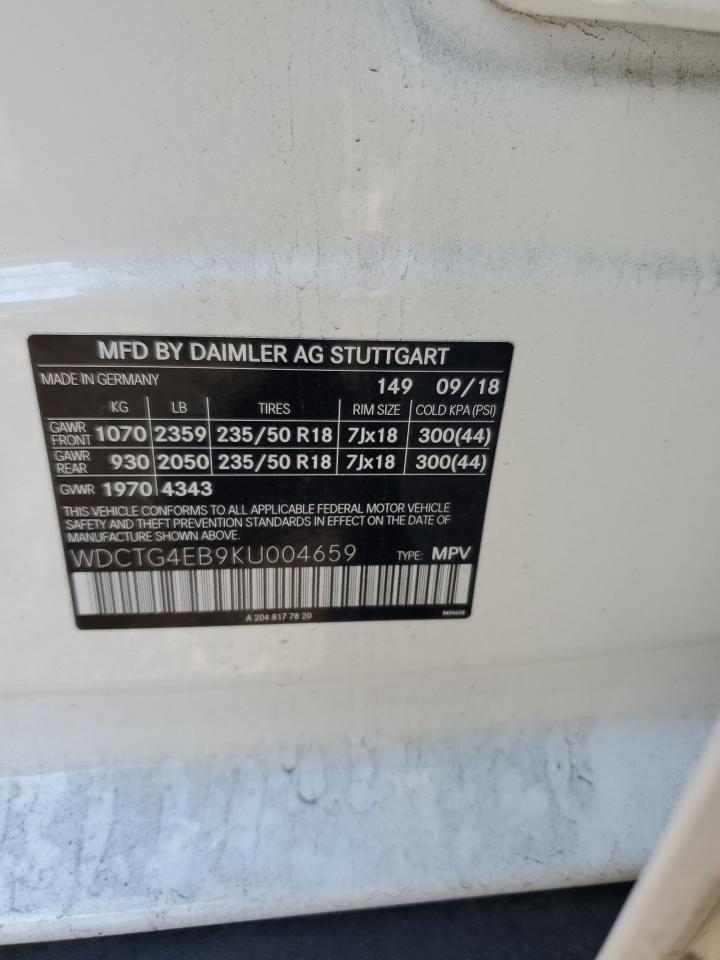 MFD BY DAIMLER AG STUTTGART
MADE IN GERMANY 149 09/18
KG LB TIRES RIM SIZE COLD KPA (PSI)
GAWR FRONT 1070 2359 235/50 R18 7Jx18 300(44)
GAWR REAR 930 2050 235/50 R18 7Jx18 300(44)
GVWR 1970 4343
THIS VEHICLE CONFORMS TO ALL APPLICABLE FEDERAL MOTOR VEHICLE
SAFETY AND THEFT PREVENTION STANDARDS IN EFFECT ON THE DATE OF
MANUFACTURE SHOWN ABOVE.
WDCTG4EB9KU004659 TYPE: MPV
A 204 817 78 20